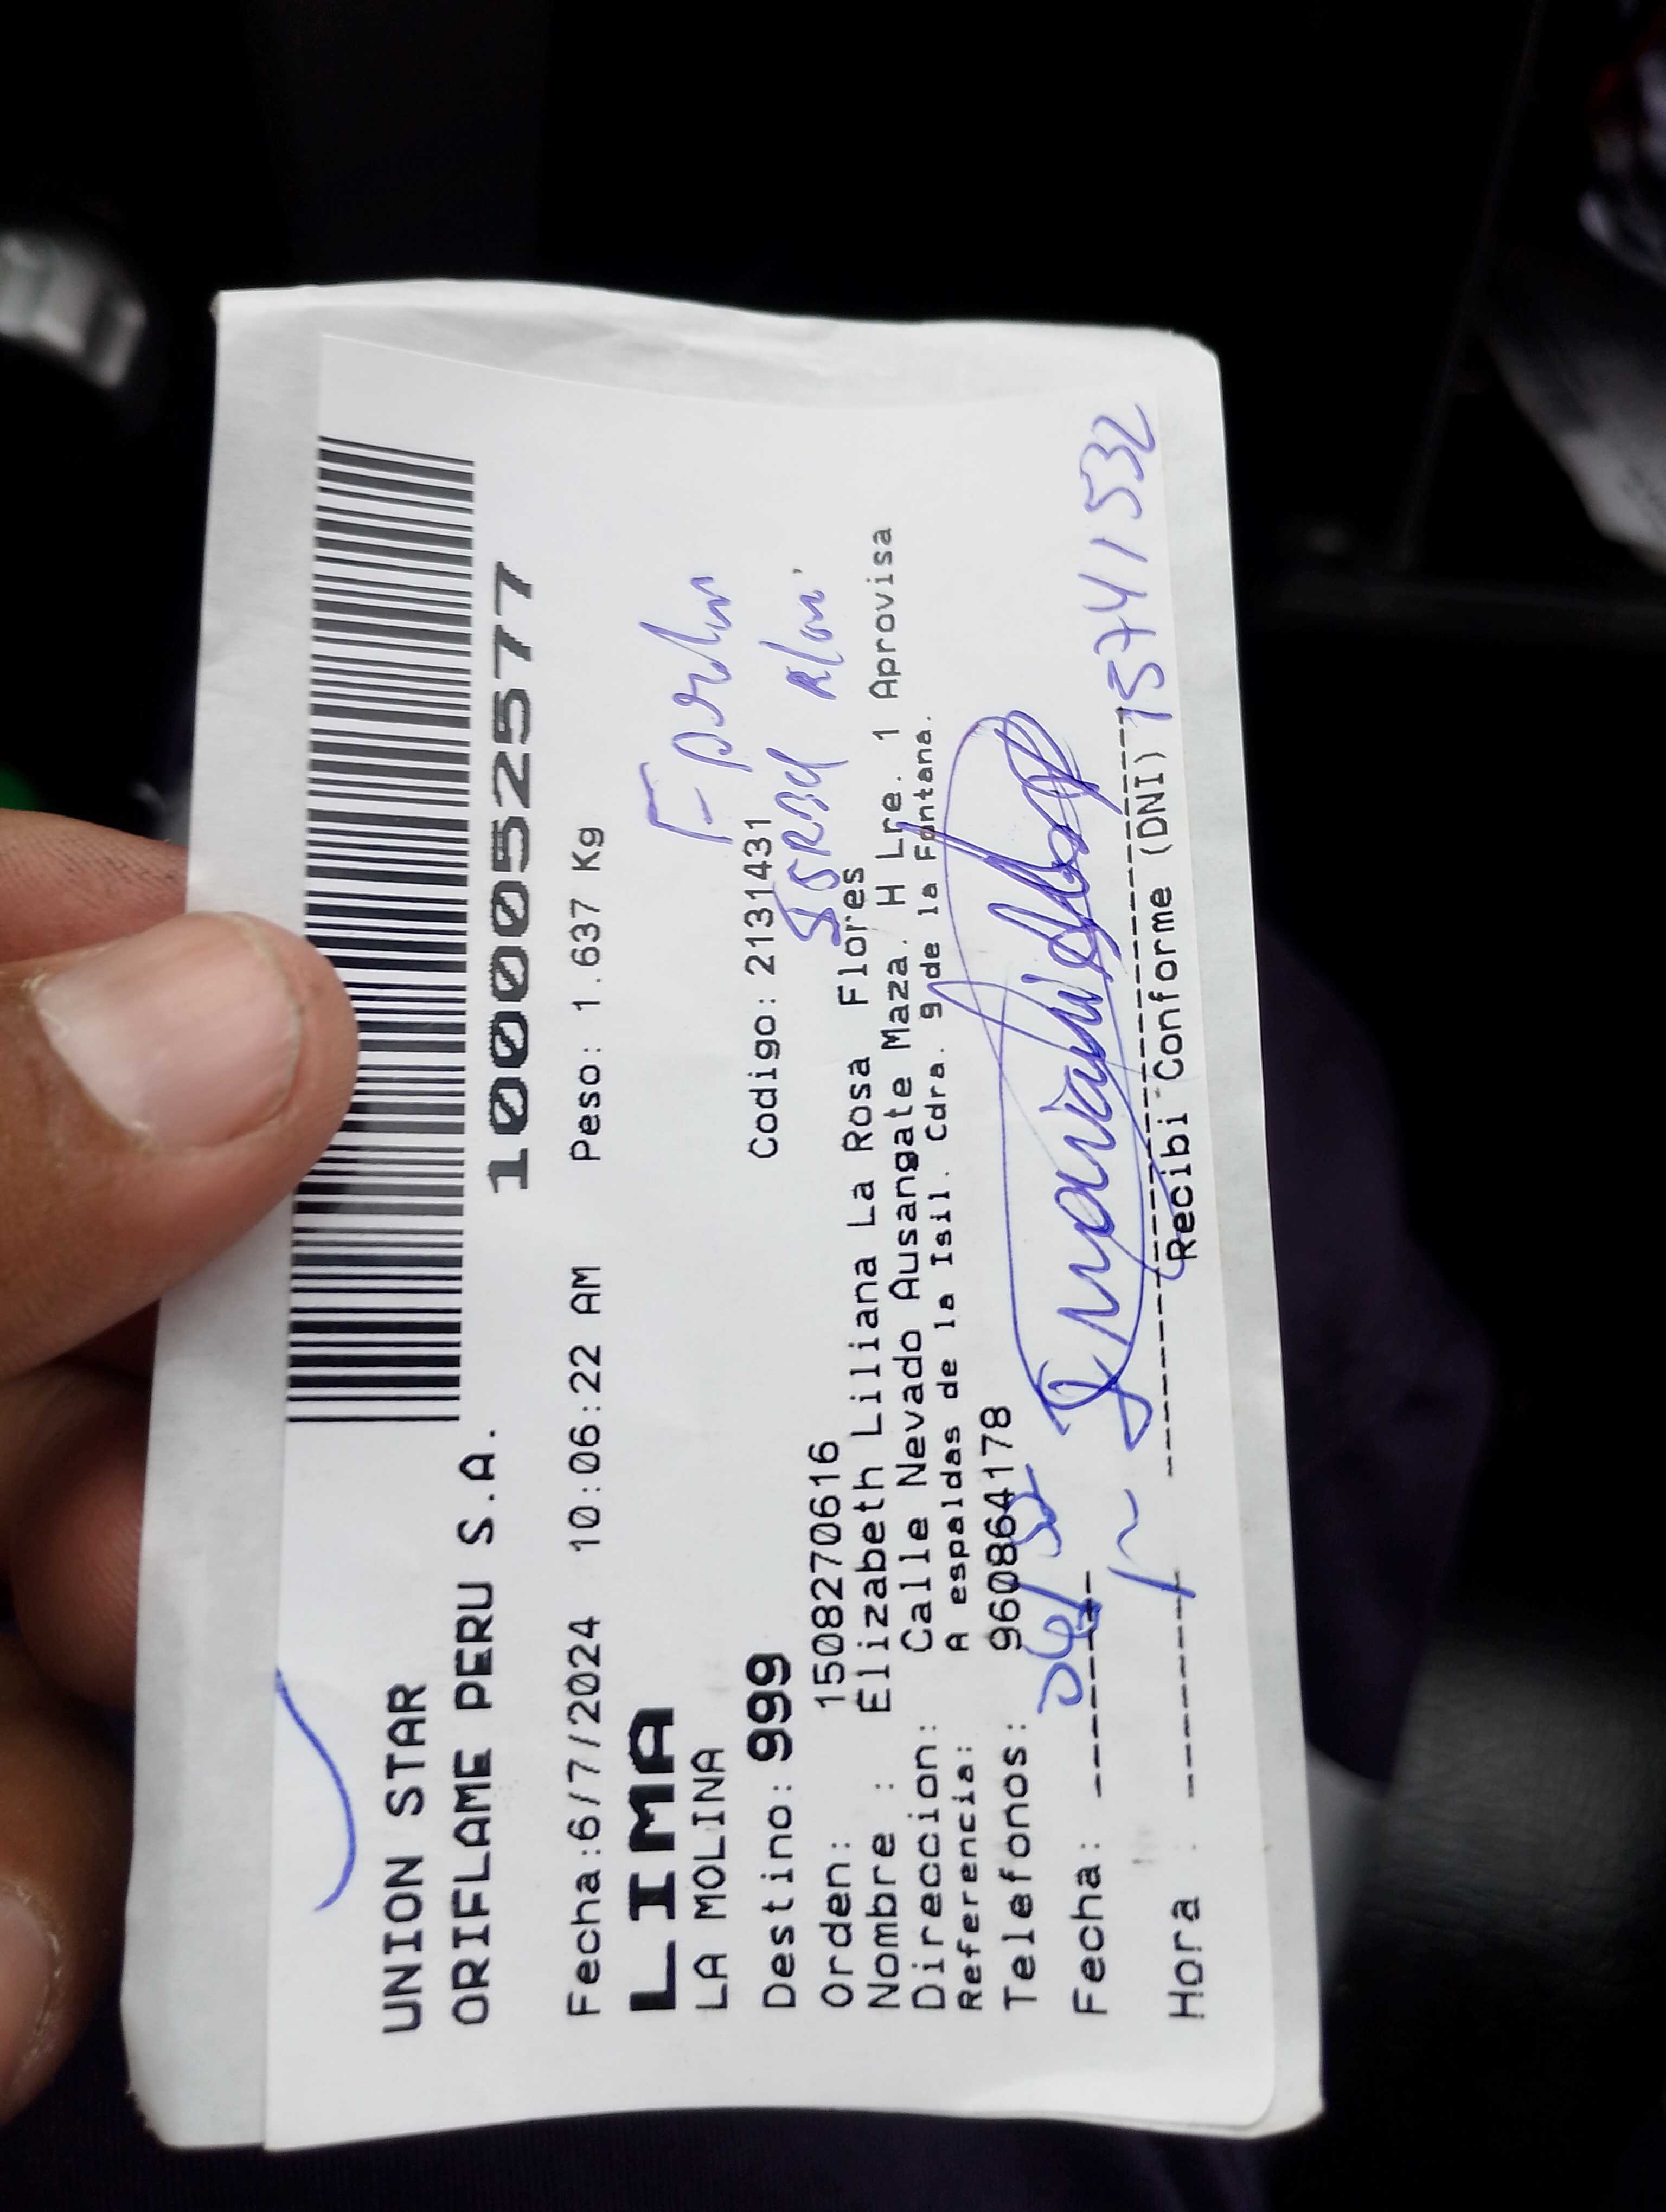 UNION STAR
ORIFLAME PERU S.A.
1000052577
Fecha:6/7/2024 10:06:22 AM Peso: 1.637 Kg
LIMA
LA MOLINA
Destino: 999 Codigo: 2131431
Orden: 1508270616
Nombre : Elizabeth Liliana La Rosa Flores
Direccion: Calle Nevado Ausangate Maza. H Lre. 1 Aprovisa
Referencia: A espaldas de la Isil. Cdra. 9 de la Fontana.
Telefonos: 960864178
Fecha:
Hora :
Recibi Conforme (DNI) 15741532